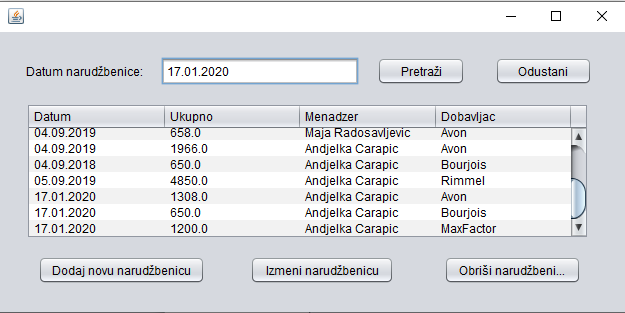 Datum narudžbenice: 17.01.2020 Pretraži Odustani
Datum Ukupno Menadzer Dobavljac
04.09.2019 658.0 Maja Radosavljevic Avon
04.09.2019 1966.0 Andjelka Carapic Avon
04.09.2018 650.0 Andjelka Carapic Bourjois
05.09.2019 4850.0 Andjelka Carapic Rimmel
17.01.2020 1308.0 Andjelka Carapic Avon
17.01.2020 650.0 Andjelka Carapic Bourjois
17.01.2020 1200.0 Andjelka Carapic MaxFactor
Dodaj novu narudžbenicu Izmeni narudžbenicu Obriši narudžbeni...